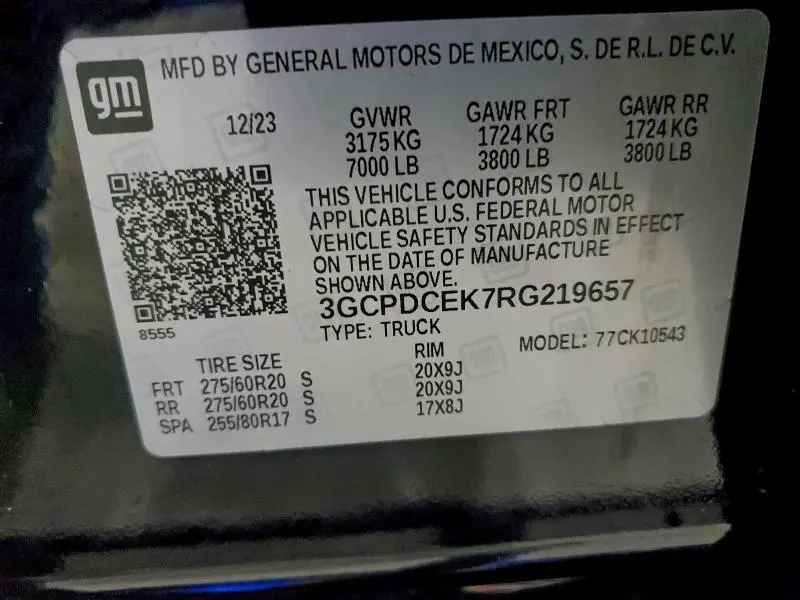 gm
MFD BY GENERAL MOTORS DE MEXICO, S. DE R.L. DE C.V.
12/23
GVWR GAWR FRT GAWR RR
3175 KG 1724 KG 1724 KG
7000 LB 3800 LB 3800 LB
THIS VEHICLE CONFORMS TO ALL
APPLICABLE U.S. FEDERAL MOTOR
VEHICLE SAFETY STANDARDS IN EFFECT
ON THE DATE OF MANUFACTURE
SHOWN ABOVE.
3GCPDCEK7RG219657
8555
TYPE: TRUCK MODEL: 77CK10543
TIRE SIZE RIM
FRT 275/60R20 S 20X9J
RR 275/60R20 S 20X9J
SPA 255/80R17 S 17X8J